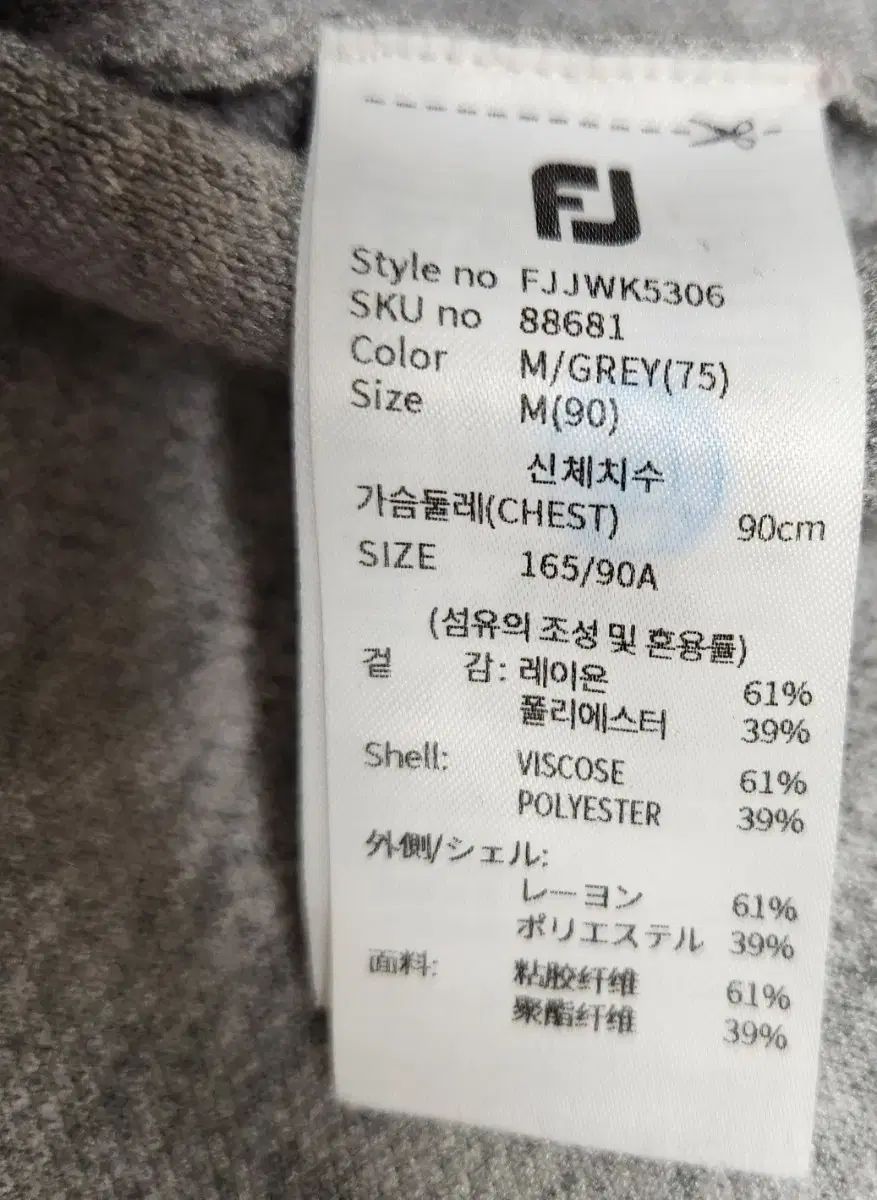 FJ
Style no FJJWK5306
SKU no 88681
Color M/GREY(75)
Size M(90)
신체치수
가슴둘레(CHEST) 90cm
SIZE 165/90A
(섬유의 조성 및 혼용률)
겉 감: 레이온 61%
폴리에스터 39%
Shell: VISCOSE 61%
POLYESTER 39%
外側/シェル:
レーヨン 61%
ポリエステル 39%
面料: 粘胶纤维 61%
聚酯纤维 39%